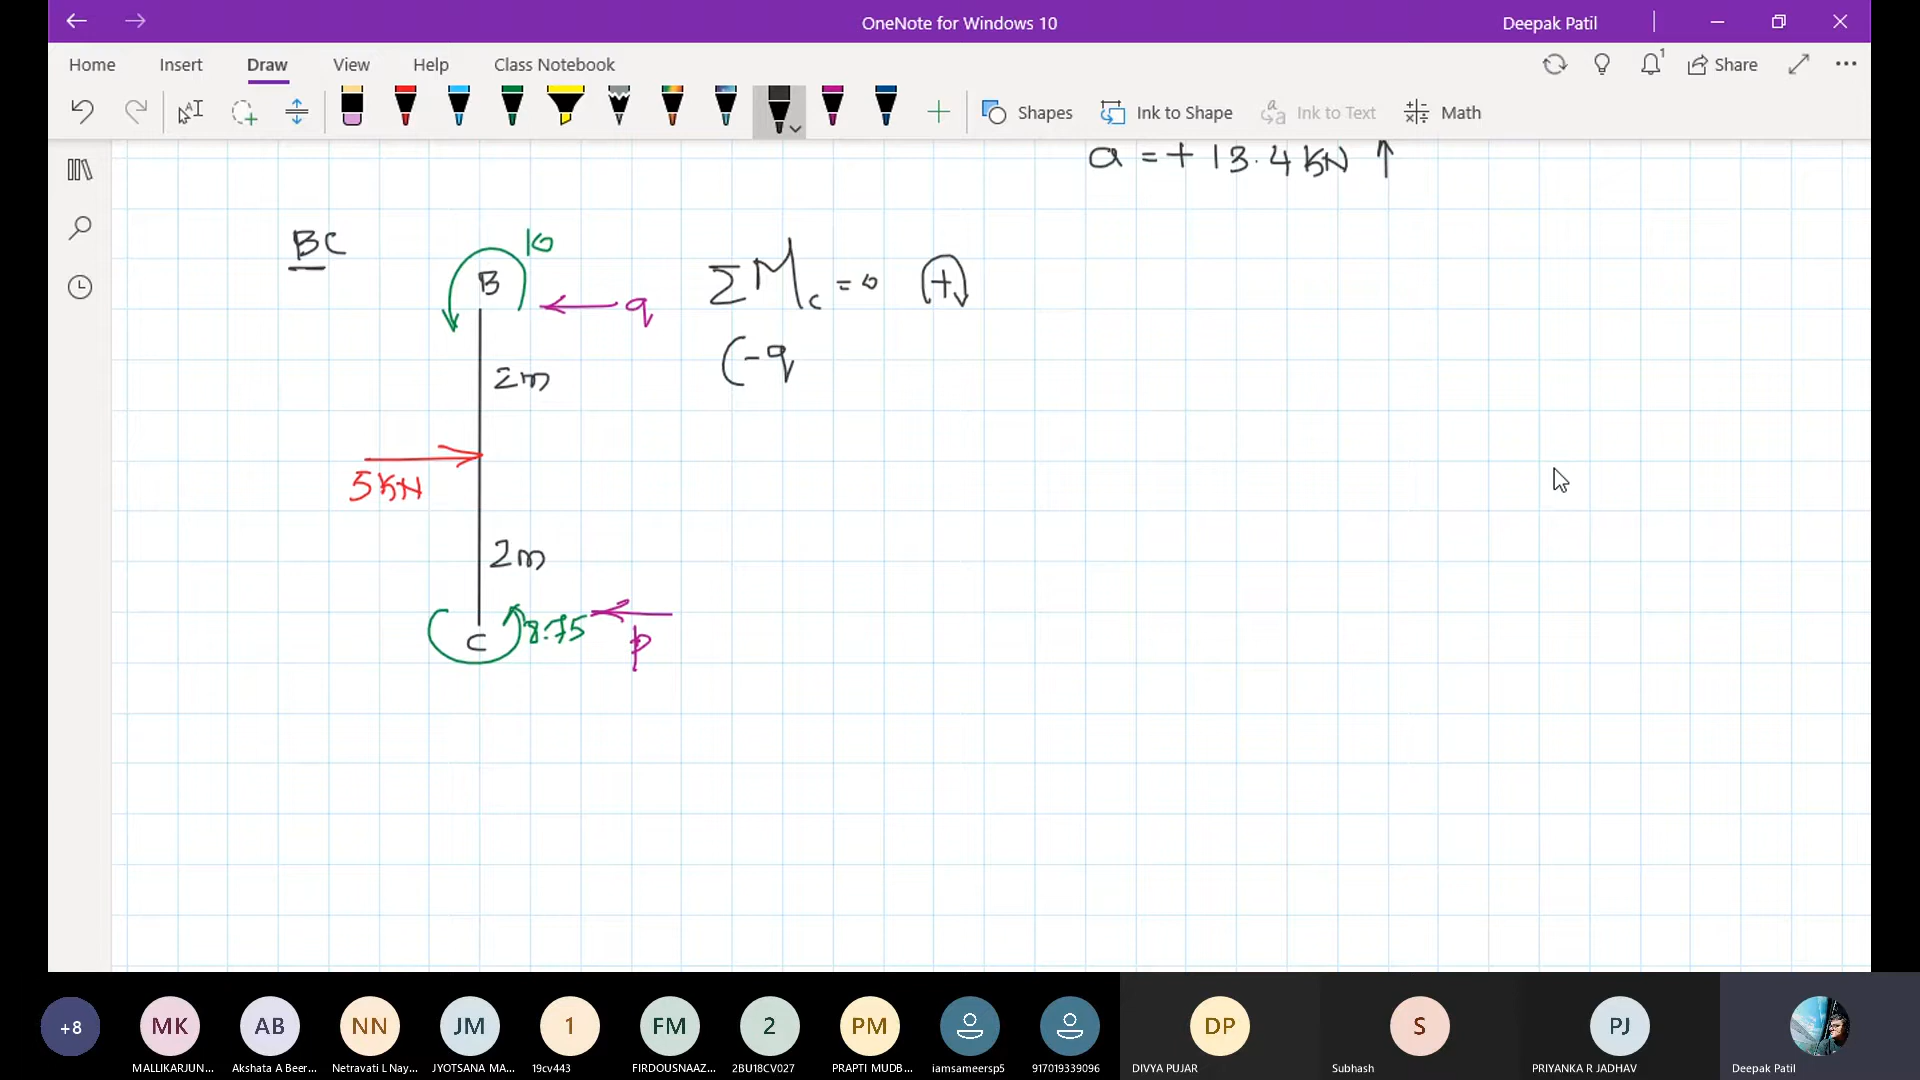 OneNote for Windows 10
Deepak Patil
Home Insert Draw View Help Class Notebook
1
Share
Shapes
Ink to Shape
Ink to Text
Math
a = + 13.4 KN ↑
BC
10
B
q
ΣMc = 0 (+)
(-q
2m
5 KN
2m
C
8.75
p
+8
MK
AB
NN
JM
1
FM
2
PM
DP
S
PJ
MALLIKARJUN...
Akshata A Beer...
Netravati L Nay...
JYOTSANA MA...
19cv443
FIRDOUSNAAZ...
2BU18CV027
PRAPTI MUDB...
iamsameersp5
917019339096
DIVYA PUJAR
Subhash
PRIYANKA R JADHAV
Deepak Patil